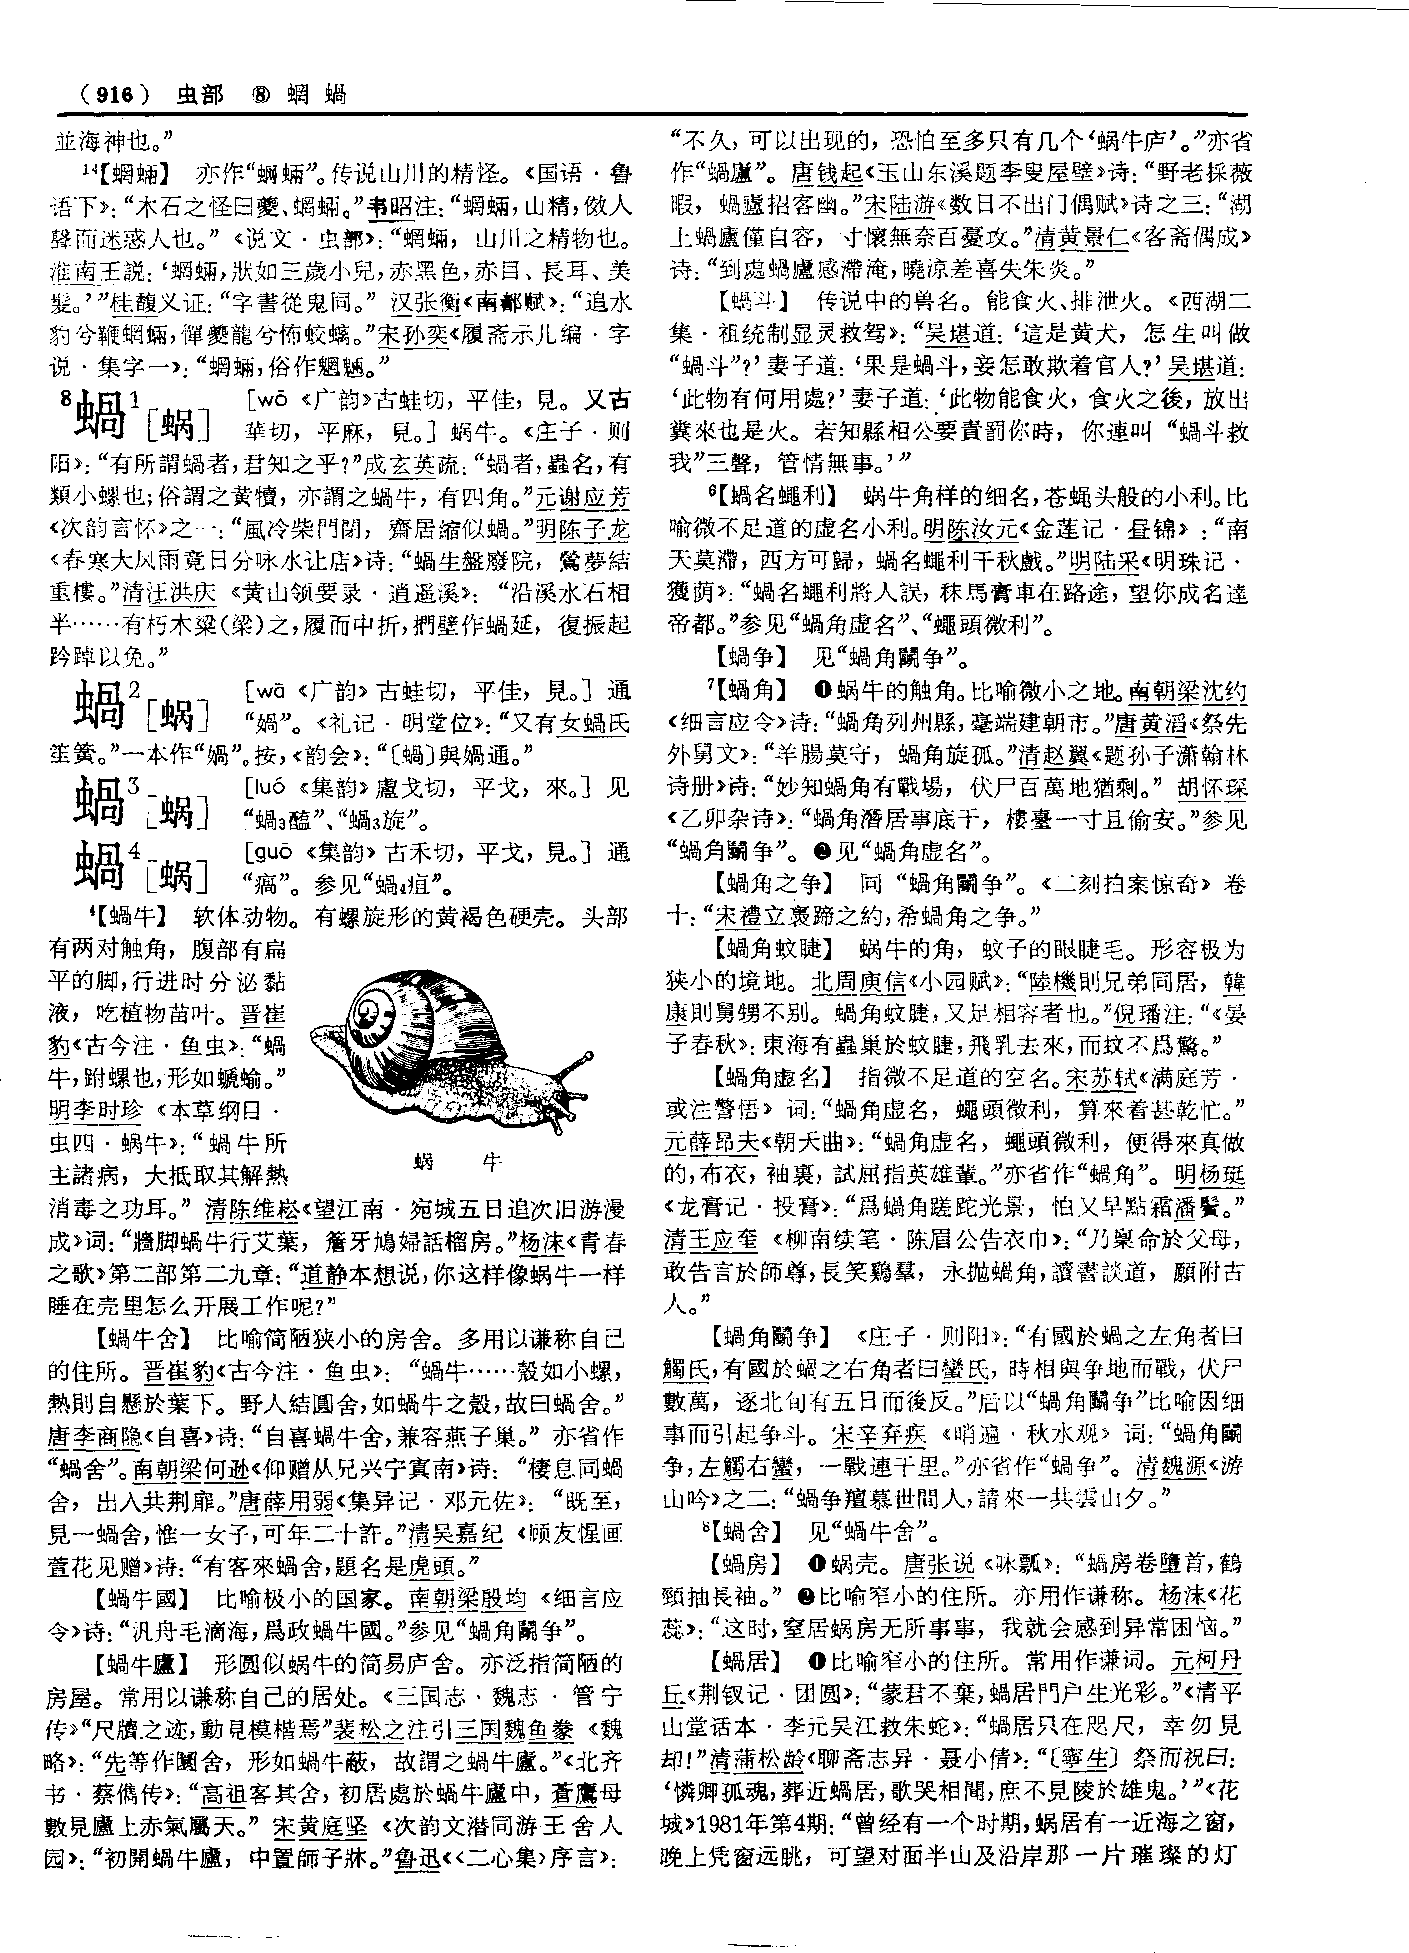 （916） 虫部 ⑧ 蝄 蝸
並海神也。”
¹⁴【蝄蜽】 亦作“蛧蜽”。传说山川的精怪。《国语·鲁
语下》：“木石之怪曰夔、蝄蜽。”韦昭注：“蝄蜽，山精，傚人
聲而迷惑人也。”《说文·虫部》：“蝄蜽，山川之精物也。
淮南王説：‘蝄蜽，狀如三歲小兒，赤黑色，赤目、長耳、美
髮。’”桂馥义证：“字書從鬼同。” 汉张衡《南都赋》：“追水
豹兮鞭蝄蜽，憚夔龍兮怖蛟螭。”宋孙奕《履斋示儿编·字
说·集字一》：“蝄蜽，俗作魍魎。”
⁸蝸¹［蜗］ ［wō 《广韵》古蛙切，平佳，見。又古
華切，平麻，見。］蜗牛。《庄子·则
阳》：“有所謂蝸者，君知之乎？”成玄英疏：“蝸者，蟲名，有
類小螺也；俗謂之黄犢，亦謂之蝸牛，有四角。”元谢应芳
《次韵言怀》之一：“風冷柴門閉，齋居縮似蝸。”明陈子龙
《春寒大风雨竟日分咏水让店》诗：“蝸生盤廢院，鶯夢結
重樓。”清汪洪庆《黄山领要录·逍遥溪》：“沿溪水石相
半……有朽木粱（梁）之，履而中折，捫壁作蝸延，復振起
跉踔以免。”
蝸²［蜗］ ［wā 《广韵》古蛙切，平佳，見。］通
“娲”。《礼记·明堂位》：“又有女蝸氏
笙簧。”一本作“媧”。按，《韵会》：“〔蝸〕與媧通。”
蝸³［蜗］ ［luó 《集韵》盧戈切，平戈，來。］见
“蝸₃醢”、“蝸₃旋”。
蝸⁴［蜗］ ［guō 《集韵》古禾切，平戈，見。］通
“瘑”。参见“蝸₄疽”。
⁴【蝸牛】 软体动物。有螺旋形的黄褐色硬壳。头部
有两对触角，腹部有扁
平的脚，行进时分泌黏
液，吃植物苗叶。晋崔
豹《古今注·鱼虫》：“蝸
牛，跗螺也，形如螔蝓。”
明李时珍《本草纲目·
虫四·蜗牛》：“蝸牛所
主諸病，大抵取其解熱
蜗 牛
消毒之功耳。” 清陈维崧《望江南·宛城五日追次旧游漫
成》词：“牆脚蝸牛行艾葉，簷牙鳩婦話榴房。”杨沫《青春
之歌》第二部第二九章：“道静本想说，你这样像蜗牛一样
睡在壳里怎么开展工作呢？”
【蝸牛舍】 比喻简陋狭小的房舍。多用以谦称自己
的住所。晋崔豹《古今注·鱼虫》：“蝸牛……殼如小螺，
熱則自懸於葉下。野人結圓舍，如蝸牛之殼，故曰蝸舍。”
唐李商隐《自喜》诗：“自喜蝸牛舍，兼容燕子巢。” 亦省作
“蝸舍”。南朝梁何逊《仰赠从兄兴宁寘南》诗：“棲息同蝸
舍，出入共荆扉。”唐薛用弱《集异记·邓元佐》：“既至，
見一蝸舍，惟一女子，可年二十許。”清吴嘉纪《顾友惺画
萱花见赠》诗：“有客來蝸舍，題名是虎頭。”
【蝸牛國】 比喻极小的国家。南朝梁殷均《细言应
令》诗：“汎舟毛滴海，爲政蝸牛國。”参见“蝸角鬭争”。
【蝸牛廬】 形圆似蜗牛的简易庐舍。亦泛指简陋的
房屋。常用以谦称自己的居处。《三国志·魏志·管宁
传》“尺牘之迹，動見模楷焉”裴松之注引三国魏鱼豢《魏
略》：“先等作圜舍，形如蝸牛蔽，故謂之蝸牛廬。”《北齐
书·蔡儁传》：“高祖客其舍，初居處於蝸牛廬中，蒼鷹母
數見廬上赤氣屬天。” 宋黄庭坚《次韵文潜同游王舍人
园》：“初開蝸牛廬，中置師子牀。”鲁迅《〈二心集〉序言》：
“不久，可以出现的，恐怕至多只有几个‘蜗牛庐’。”亦省
作“蝸廬”。唐钱起《玉山东溪题李叟屋壁》诗：“野老採薇
暇，蝸廬招客幽。”宋陆游《数日不出门偶赋》诗之三：“湖
上蝸廬僅自容，寸懷無奈百憂攻。”清黄景仁《客斋偶成》
诗：“到處蝸廬感滯淹，曉涼差喜失朱炎。”
【蝸斗】 传说中的兽名。能食火、排泄火。《西湖二
集·祖统制显灵救驾》：“吴堪道：‘這是黄犬，怎生叫做
“蝸斗”？’妻子道：‘果是蝸斗，妾怎敢欺着官人？’吴堪道：
‘此物有何用處？’妻子道：‘此物能食火，食火之後，放出
糞來也是火。若知縣相公要責罰你時，你連叫“蝸斗救
我”三聲，管情無事。’”
⁶【蝸名蠅利】 蜗牛角样的细名，苍蝇头般的小利。比
喻微不足道的虚名小利。明陈汝元《金莲记·昼锦》：“南
天莫滯，西方可歸，蝸名蠅利千秋戲。”明陆采《明珠记·
獲荫》：“蝸名蠅利將人誤，秣馬膏車在路途，望你成名達
帝都。”参见“蝸角虚名”、“蠅頭微利”。
【蝸争】 见“蝸角鬭争”。
⁷【蝸角】 ❶蜗牛的触角。比喻微小之地。南朝梁沈约
《细言应令》诗：“蝸角列州縣，毫端建朝市。”唐黄滔《祭先
外舅文》：“羊腸莫守，蝸角旋孤。”清赵翼《题孙子潇翰林
诗册》诗：“妙知蝸角有戰場，伏尸百萬地猶剩。” 胡怀琛
《乙卯杂诗》：“蝸角潛居事底干，樓臺一寸且偷安。”参见
“蝸角鬭争”。❷见“蝸角虚名”。
【蝸角之争】 同“蝸角鬭争”。《二刻拍案惊奇》卷
十：“宋禮立褭蹄之約，希蝸角之争。”
【蝸角蚊睫】 蜗牛的角，蚊子的眼睫毛。形容极为
狭小的境地。北周庾信《小园赋》：“陸機則兄弟同居，韓
康則舅甥不别。蝸角蚊睫，又足相容者也。”倪璠注：“《晏
子春秋》：東海有蟲巢於蚊睫，飛乳去來，而蚊不爲驚。”
【蝸角虚名】 指微不足道的空名。宋苏轼《满庭芳·
或注警悟》词：“蝸角虚名，蠅頭微利，算來着甚乾忙。”
元薛昂夫《朝天曲》：“蝸角虚名，蠅頭微利，便得來真做
的，布衣，袖裏，試屈指英雄輩。”亦省作“蝸角”。明杨珽
《龙膏记·投膏》：“爲蝸角蹉跎光景，怕又早點霜潘鬢。”
清王应奎《柳南续笔·陈眉公告衣巾》：“乃稟命於父母，
敢告言於師尊，長笑鷄羣，永抛蝸角，讀書談道，願附古
人。”
【蝸角鬭争】 《庄子·则阳》：“有國於蝸之左角者曰
觸氏，有國於蝸之右角者曰蠻氏，時相與争地而戰，伏尸
數萬，逐北旬有五日而後反。”后以“蝸角鬭争”比喻因细
事而引起争斗。宋辛弃疾《哨遍·秋水观》词：“蝸角鬭
争，左觸右蠻，一戰連千里。”亦省作“蝸争”。清魏源《游
山吟》之二：“蝸争羶慕世間人，請來一共雲山夕。”
⁸【蝸舍】 见“蝸牛舍”。
【蝸房】 ❶蜗壳。唐张说《咏瓢》：“蝸房卷墮首，鶴
頸抽長袖。” ❷比喻窄小的住所。亦用作谦称。杨沫《花
蕊》：“这时，窒居蜗房无所事事，我就会感到异常困恼。”
【蝸居】 ❶比喻窄小的住所。常用作谦词。元柯丹
丘《荆钗记·团圆》：“蒙君不棄，蝸居門户生光彩。”《清平
山堂话本·李元吴江救朱蛇》：“蝸居只在咫尺，幸勿見
却！”清蒲松龄《聊斋志异·聂小倩》：“〔寧生〕祭而祝曰：
‘憐卿孤魂，葬近蝸居，歌哭相聞，庶不見陵於雄鬼。’”《花
城》1981年第4期：“曾经有一个时期，蜗居有一近海之窗，
晚上凭窗远眺，可望对面半山及沿岸那一片璀璨的灯